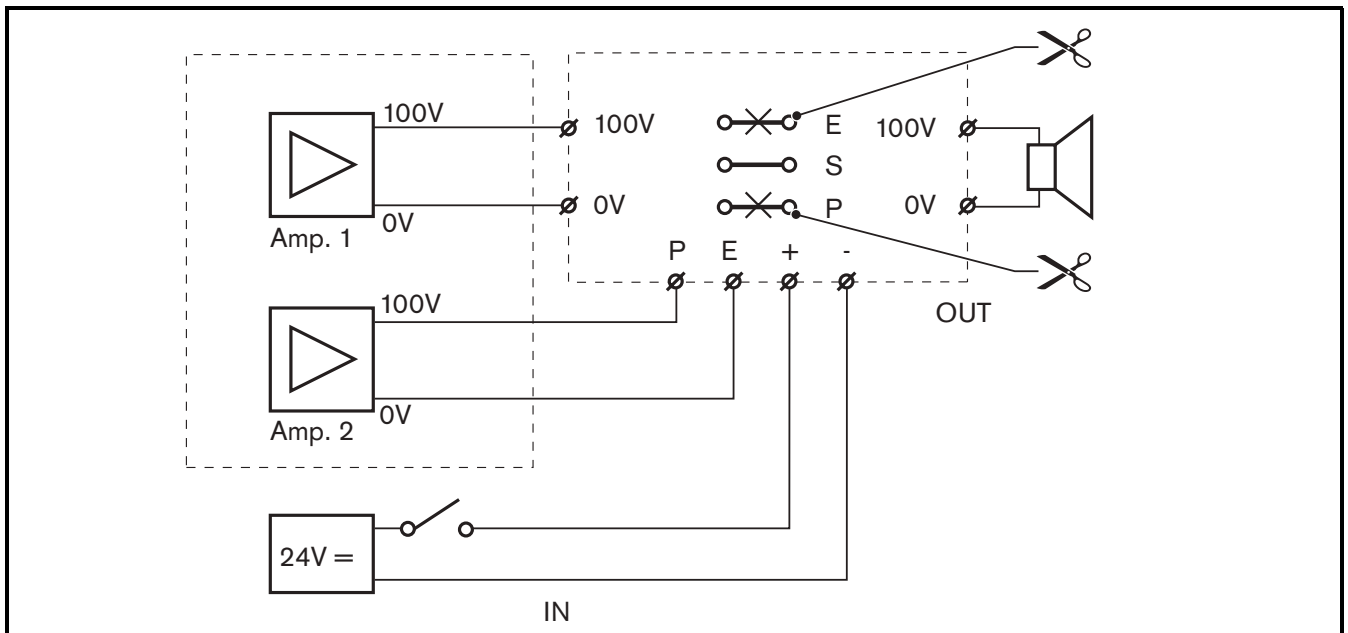 100V
100V
E
100V
S
0V
0V
P
0V
Amp. 1
P E + -
100V
OUT
0V
Amp. 2
24V =
IN